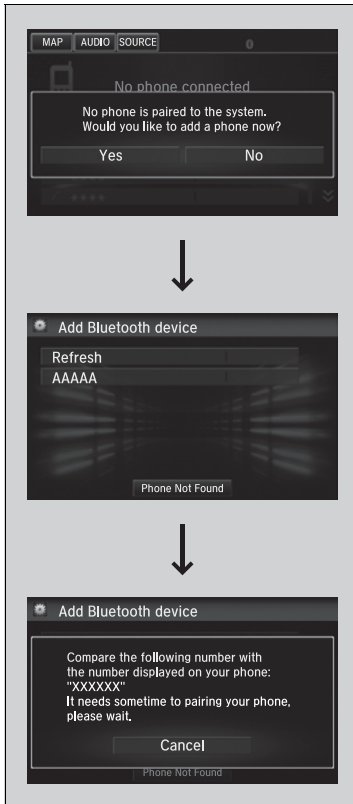 MAP AUDIO SOURCE 0
No phone connected
No phone is paired to the system.
Would you like to add a phone now?
Yes No
Add Bluetooth device
Refresh
AAAAA
Phone Not Found
Add Bluetooth device
Compare the following number with
the number displayed on your phone:
"XXXXXX"
It needs sometime to pairing your phone,
please wait.
Cancel
Phone Not Found